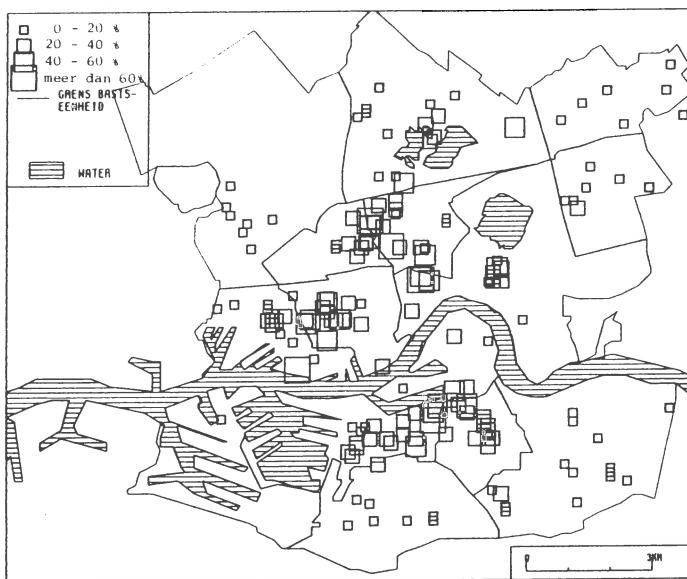 0 - 20 %
20 - 40 %
40 - 60 %
meer dan 60%
GRENS BASIS-
EENHEID
WATER
0 3KM